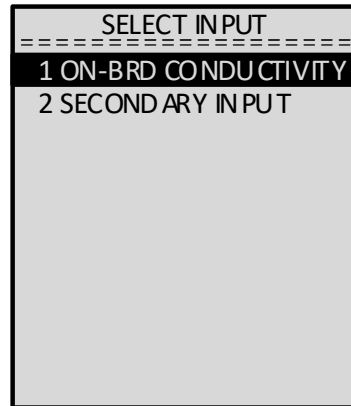 SELECT INPUT
====================
1 ON-BRD CONDUCTIVITY
2 SECONDARY INPUT